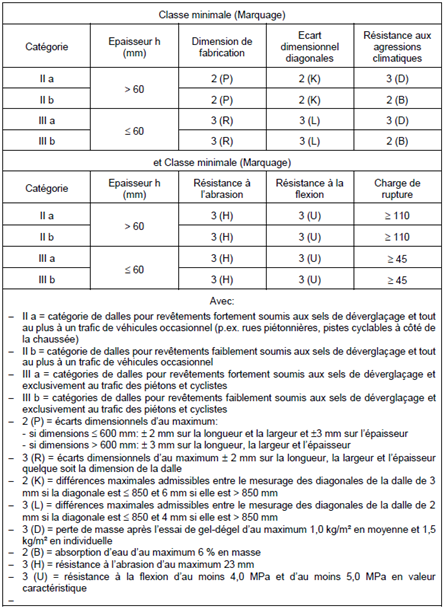 Classe minimale (Marquage)
Catégorie
Epaisseur h
(mm)
Dimension de
fabrication
Ecart
dimensionnel
diagonales
Résistance aux
agressions
climatiques
II a
> 60
2 (P)
2 (K)
3 (D)
II b
2 (P)
2 (K)
2 (B)
III a
≤ 60
3 (R)
3 (L)
3 (D)
III b
3 (R)
3 (L)
2 (B)
et Classe minimale (Marquage)
Catégorie
Epaisseur h
(mm)
Résistance à
l'abrasion
Résistance à la
flexion
Charge de
rupture
II a
> 60
3 (H)
3 (U)
≥ 110
II b
3 (H)
3 (U)
≥ 110
III a
≤ 60
3 (H)
3 (U)
≥ 45
III b
3 (H)
3 (U)
≥ 45
Avec:
– II a = catégorie de dalles pour revêtements fortement soumis aux sels de déverglaçage et tout
au plus à un trafic de véhicules occasionnel (p.ex. rues piétonnières, pistes cyclables à côté de
la chaussée)
– II b = catégorie de dalles pour revêtements faiblement soumis aux sels de déverglaçage et tout
au plus à un trafic de véhicules occasionnel
– III a = catégories de dalles pour revêtements fortement soumis aux sels de déverglaçage et
exclusivement au trafic des piétons et cyclistes
– III b = catégories de dalles pour revêtements faiblement soumis aux sels de déverglaçage et
exclusivement au trafic des piétons et cyclistes
– 2 (P) = écarts dimensionnels d'au maximum:
- si dimensions ≤ 600 mm: ± 2 mm sur la longueur et la largeur et ±3 mm sur l'épaisseur
- si dimensions > 600 mm: ± 3 mm sur la longueur, la largeur et l'épaisseur
– 3 (R) = écarts dimensionnels d'au maximum ± 2 mm sur la longueur, la largeur et l'épaisseur
quelque soit la dimension de la dalle
– 2 (K) = différences maximales admissibles entre le mesurage des diagonales de la dalle de 3
mm si la diagonale est ≤ 850 et 6 mm si elle est > 850 mm
– 3 (L) = différences maximales admissibles entre le mesurage des diagonales de la dalle de 2
mm si la diagonale est ≤ 850 et 4 mm si elle est > 850 mm
– 3 (D) = perte de masse après l'essai de gel-dégel d'au maximum 1,0 kg/m² en moyenne et 1,5
kg/m² en individuelle
– 2 (B) = absorption d'eau d'au maximum 6 % en masse
– 3 (H) = résistance à l'abrasion d'au maximum 23 mm
– 3 (U) = résistance à la flexion d'au moins 4,0 MPa et d'au moins 5,0 MPa en valeur
caractéristique
–